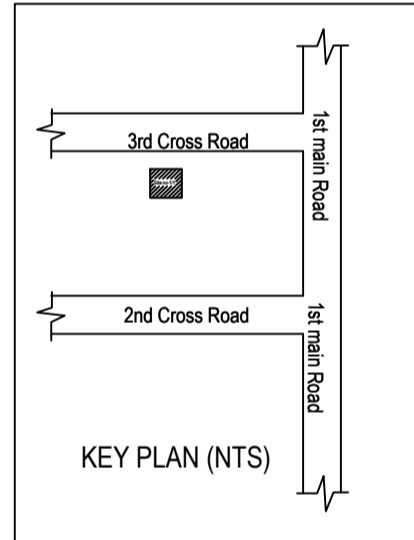 3rd Cross Road
1st main Road
2nd Cross Road
1st main Road
KEY PLAN (NTS)